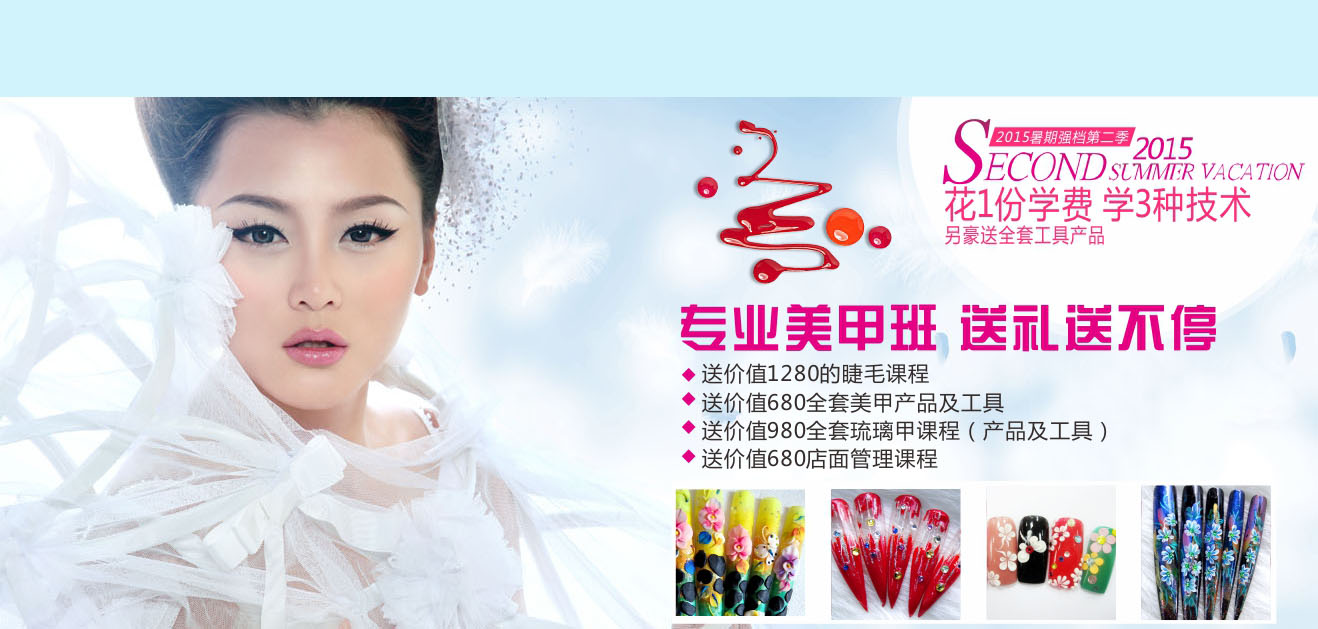 2015暑期强档第二季
SECOND 2015 SUMMER VACATION
花1份学费 学3种技术
另豪送全套工具产品
专业美甲班 送礼送不停
送价值1280的睫毛课程
送价值680全套美甲产品及工具
送价值980全套琉璃甲课程（产品及工具）
送价值680店面管理课程